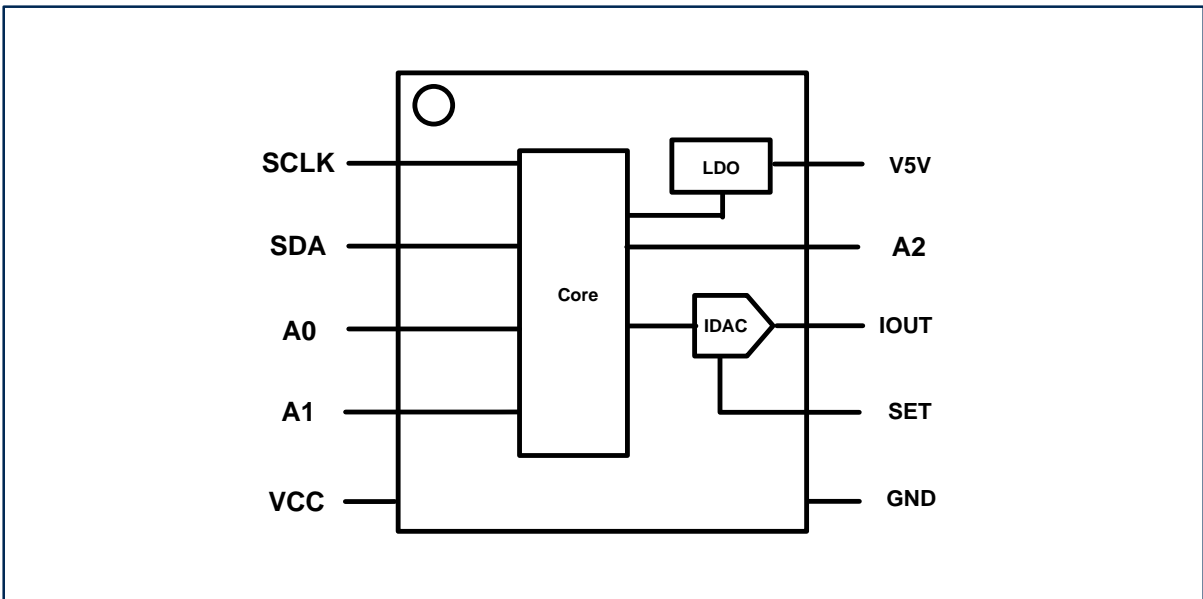 SCLK
SDA
A0
A1
VCC
Core
LDO
IDAC
V5V
A2
IOUT
SET
GND